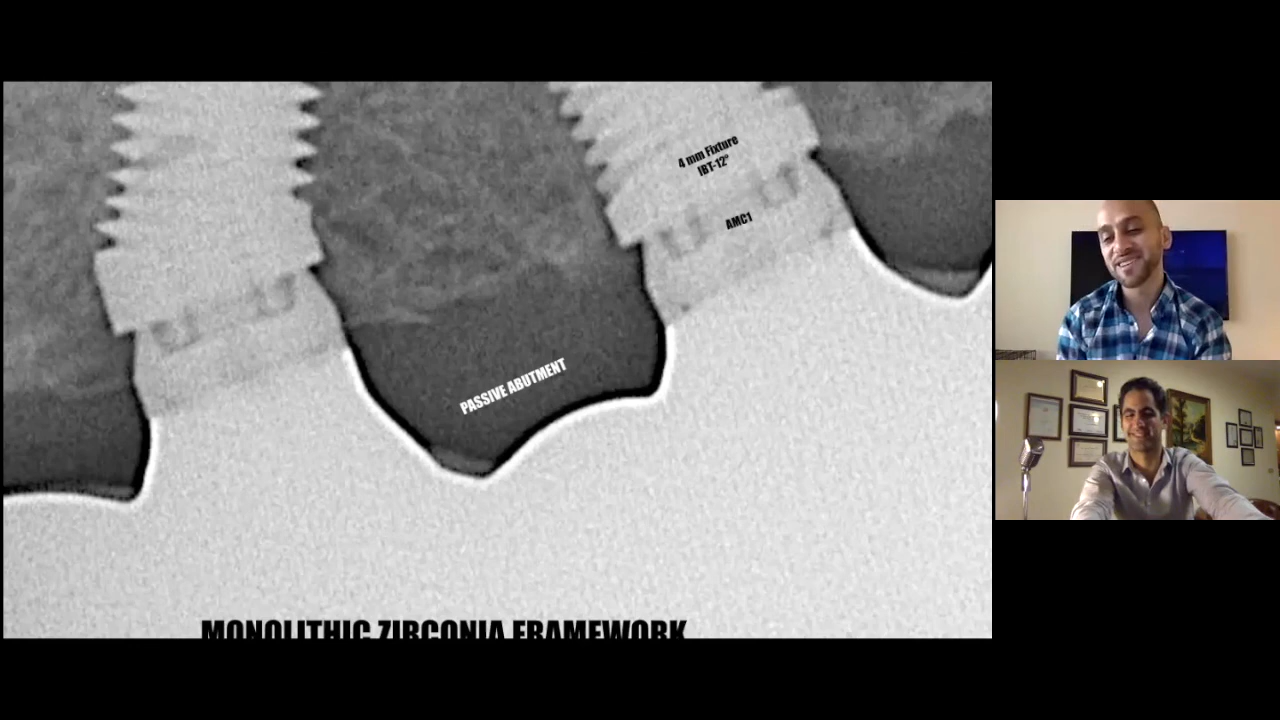 4 mm Fixture
IBT-12°
AMC1
PASSIVE ABUTMENT
MONOLITHIC ZIRCONIA FRAMEWORK